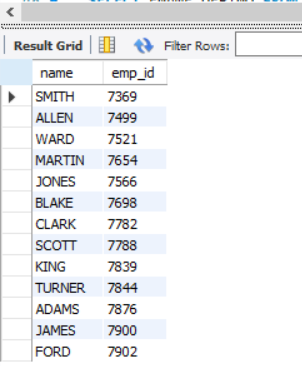 Result Grid Filter Rows:
name emp_id
SMITH 7369
ALLEN 7499
WARD 7521
MARTIN 7654
JONES 7566
BLAKE 7698
CLARK 7782
SCOTT 7788
KING 7839
TURNER 7844
ADAMS 7876
JAMES 7900
FORD 7902